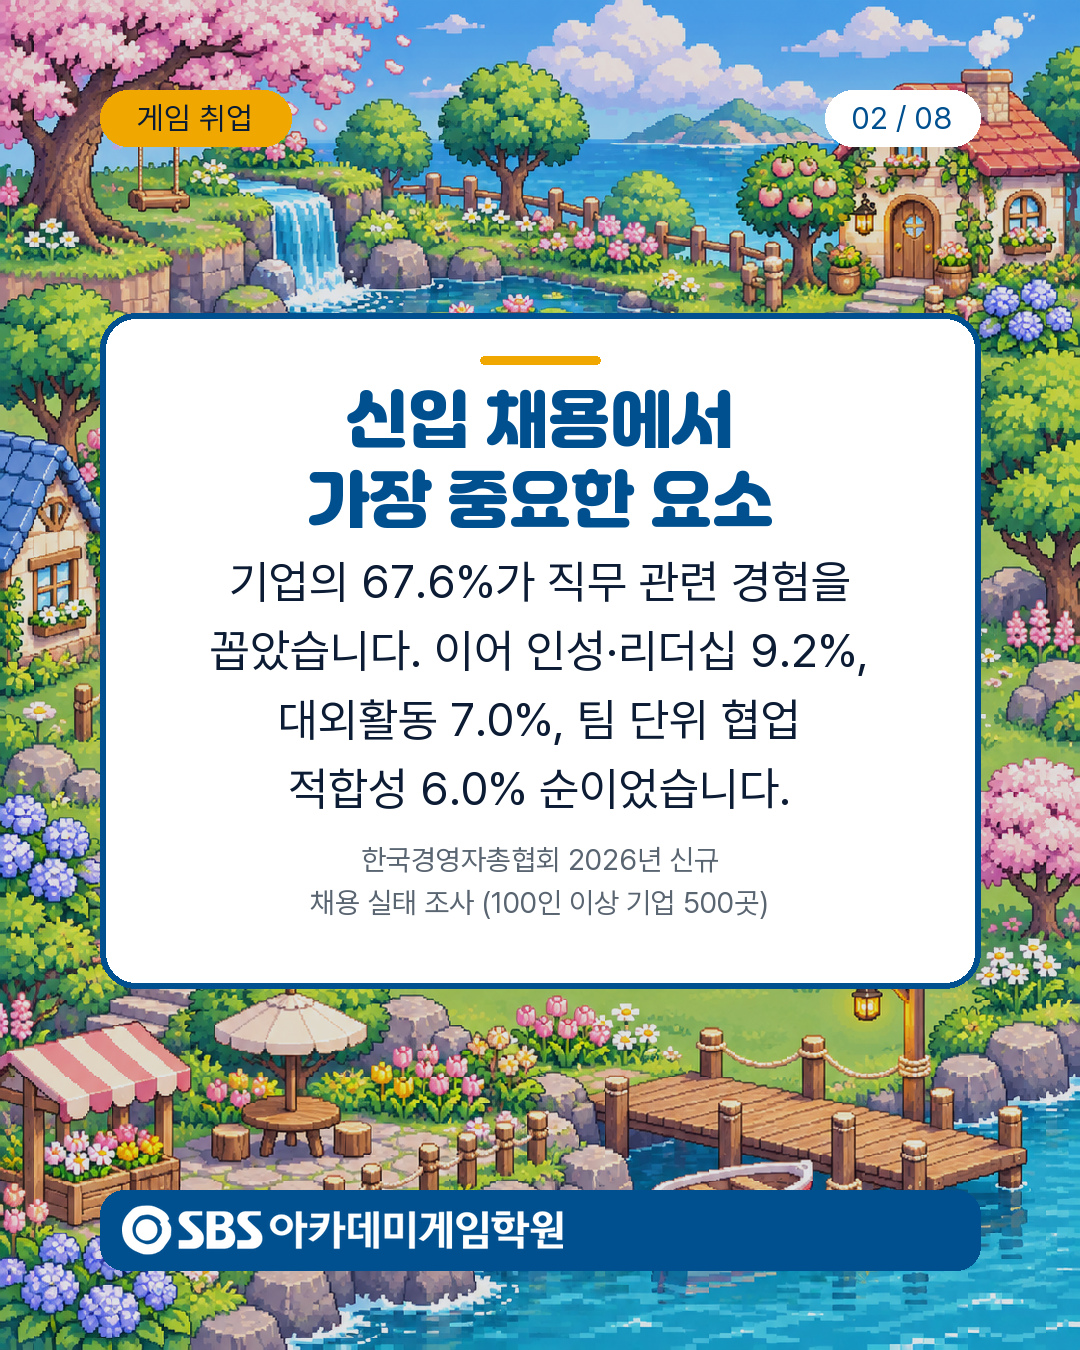 게임 취업
02 / 08
신입 채용에서
가장 중요한 요소
기업의 67.6%가 직무 관련 경험을
꼽았습니다. 이어 인성·리더십 9.2%,
대외활동 7.0%, 팀 단위 협업
적합성 6.0% 순이었습니다.
한국경영자총협회 2026년 신규
채용 실태 조사 (100인 이상 기업 500곳)
SBS 아카데미게임학원